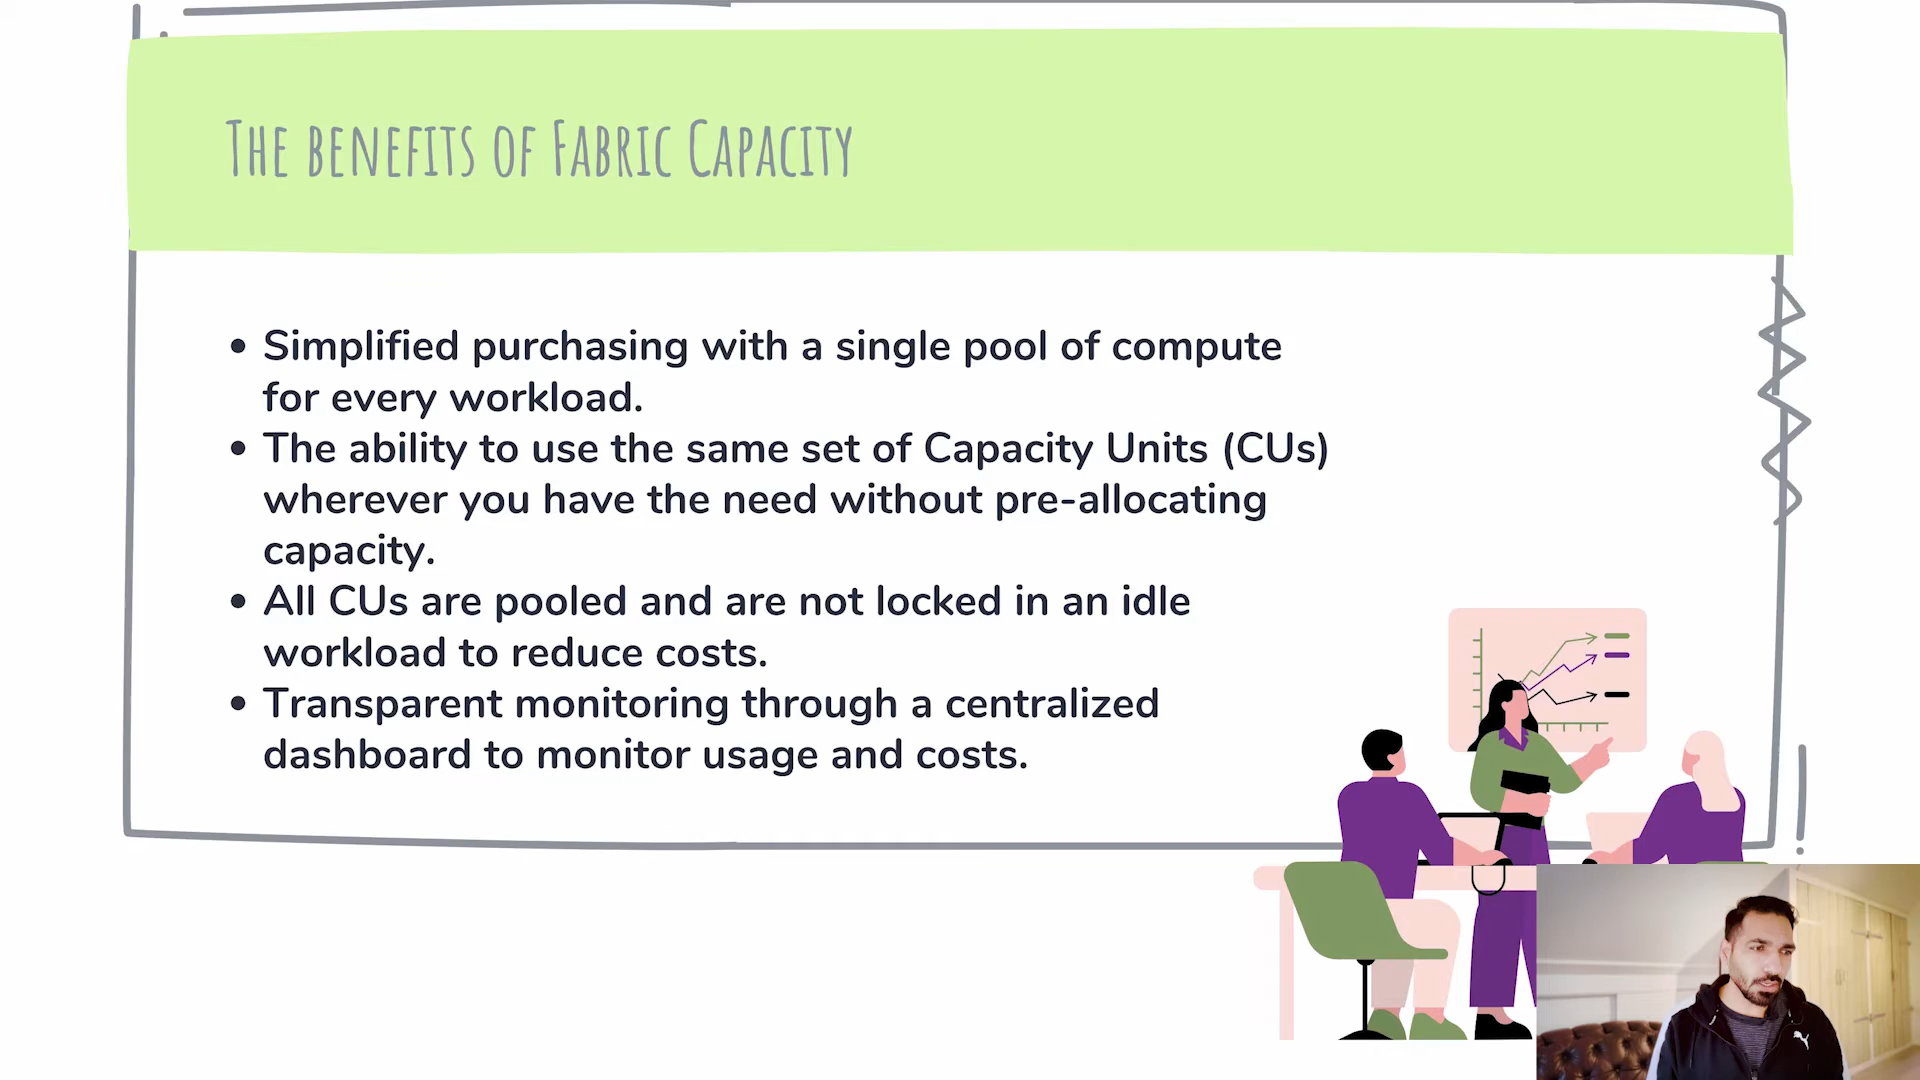 The benefits of Fabric Capacity
• Simplified purchasing with a single pool of compute
for every workload.
• The ability to use the same set of Capacity Units (CUs)
wherever you have the need without pre-allocating
capacity.
• All CUs are pooled and are not locked in an idle
workload to reduce costs.
• Transparent monitoring through a centralized
dashboard to monitor usage and costs.